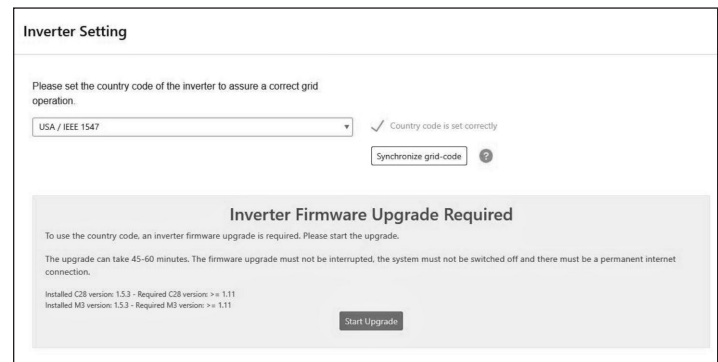 Inverter Setting
Please set the country code of the inverter to assure a correct grid
operation.
USA / IEEE 1547
Country code is set correctly
Synchronize grid-code
?
Inverter Firmware Upgrade Required
To use the country code, an inverter firmware upgrade is required. Please start the upgrade.
The upgrade can take 45-60 minutes. The firmware upgrade must not be interrupted, the system must not be switched off and there must be a permanent internet
connection.
Installed C28 version: 1.5.3 - Required C28 version: >= 1.11
Installed M3 version: 1.5.3 - Required M3 version: >= 1.11
Start Upgrade